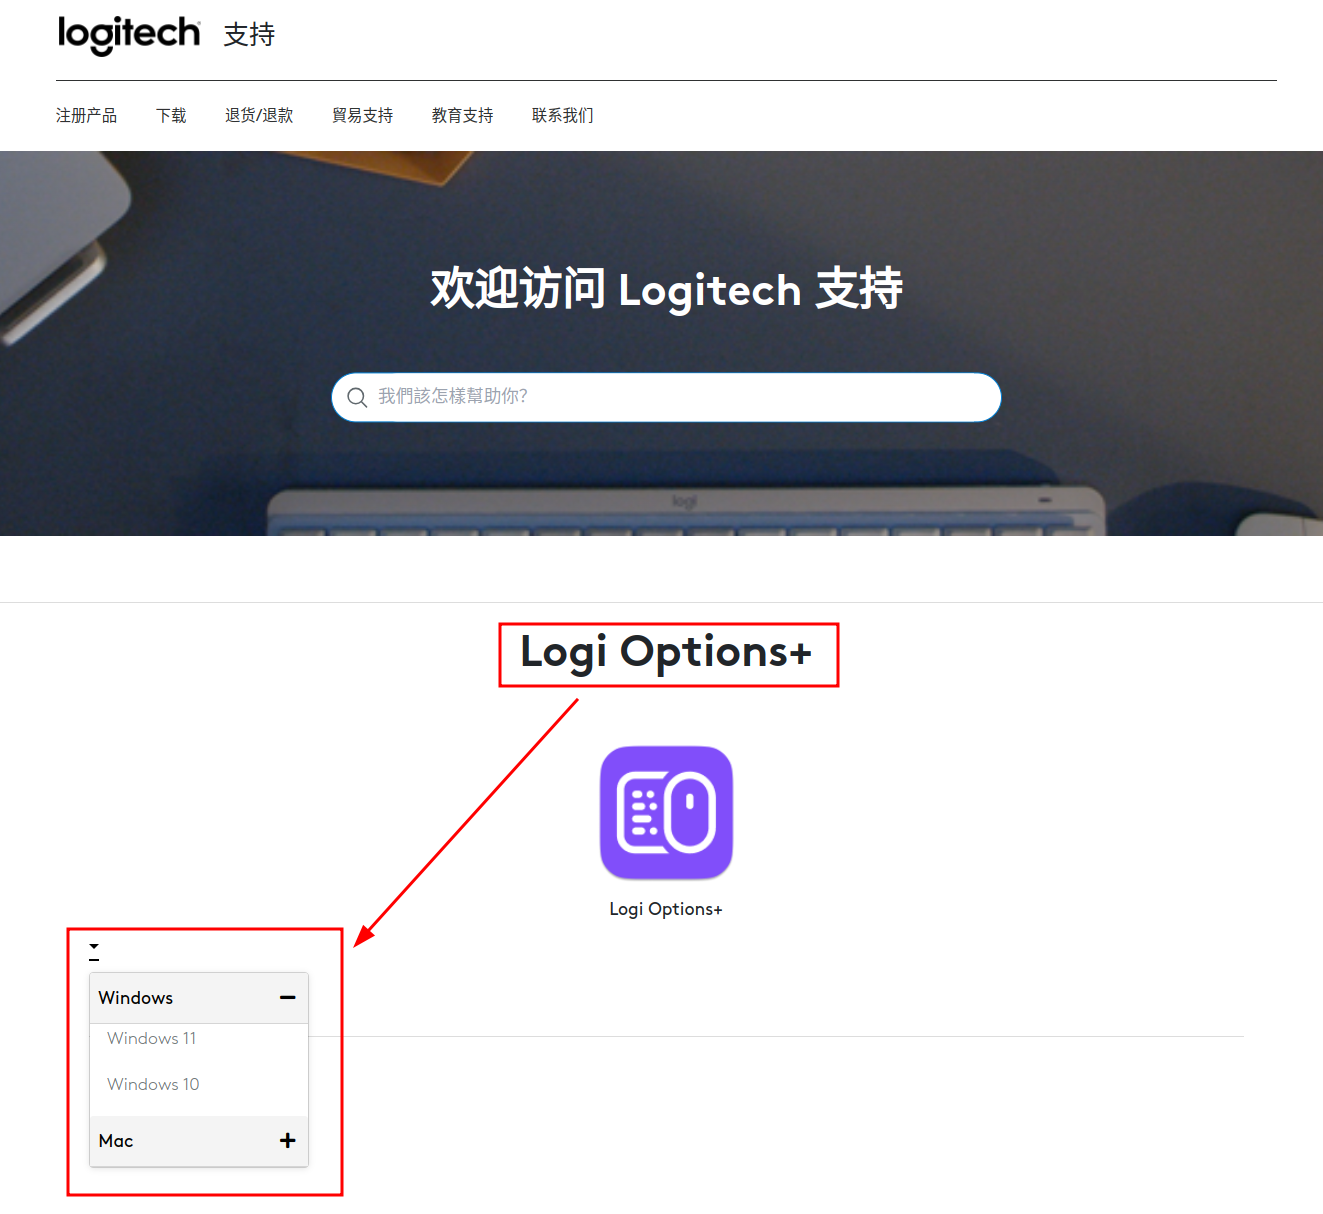 logitech 支持
注册产品 下载 退货/退款 貿易支持 教育支持 联系我们
欢迎访问 Logitech 支持
我們該怎樣幫助你?
logi
Logi Options+
Logi Options+
Windows
Windows 11
Windows 10
Mac